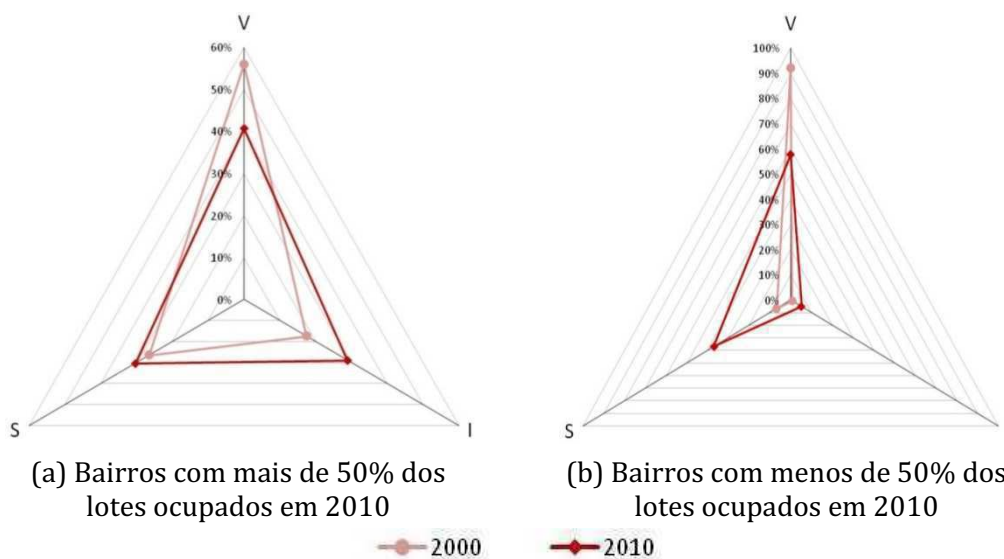 V
60%
50%
40%
30%
20%
10%
0%
S
I
V
100%
90%
80%
70%
60%
50%
40%
30%
20%
10%
0%
S
(a) Bairros com mais de 50% dos
lotes ocupados em 2010
(b) Bairros com menos de 50% dos
lotes ocupados em 2010
2000
2010